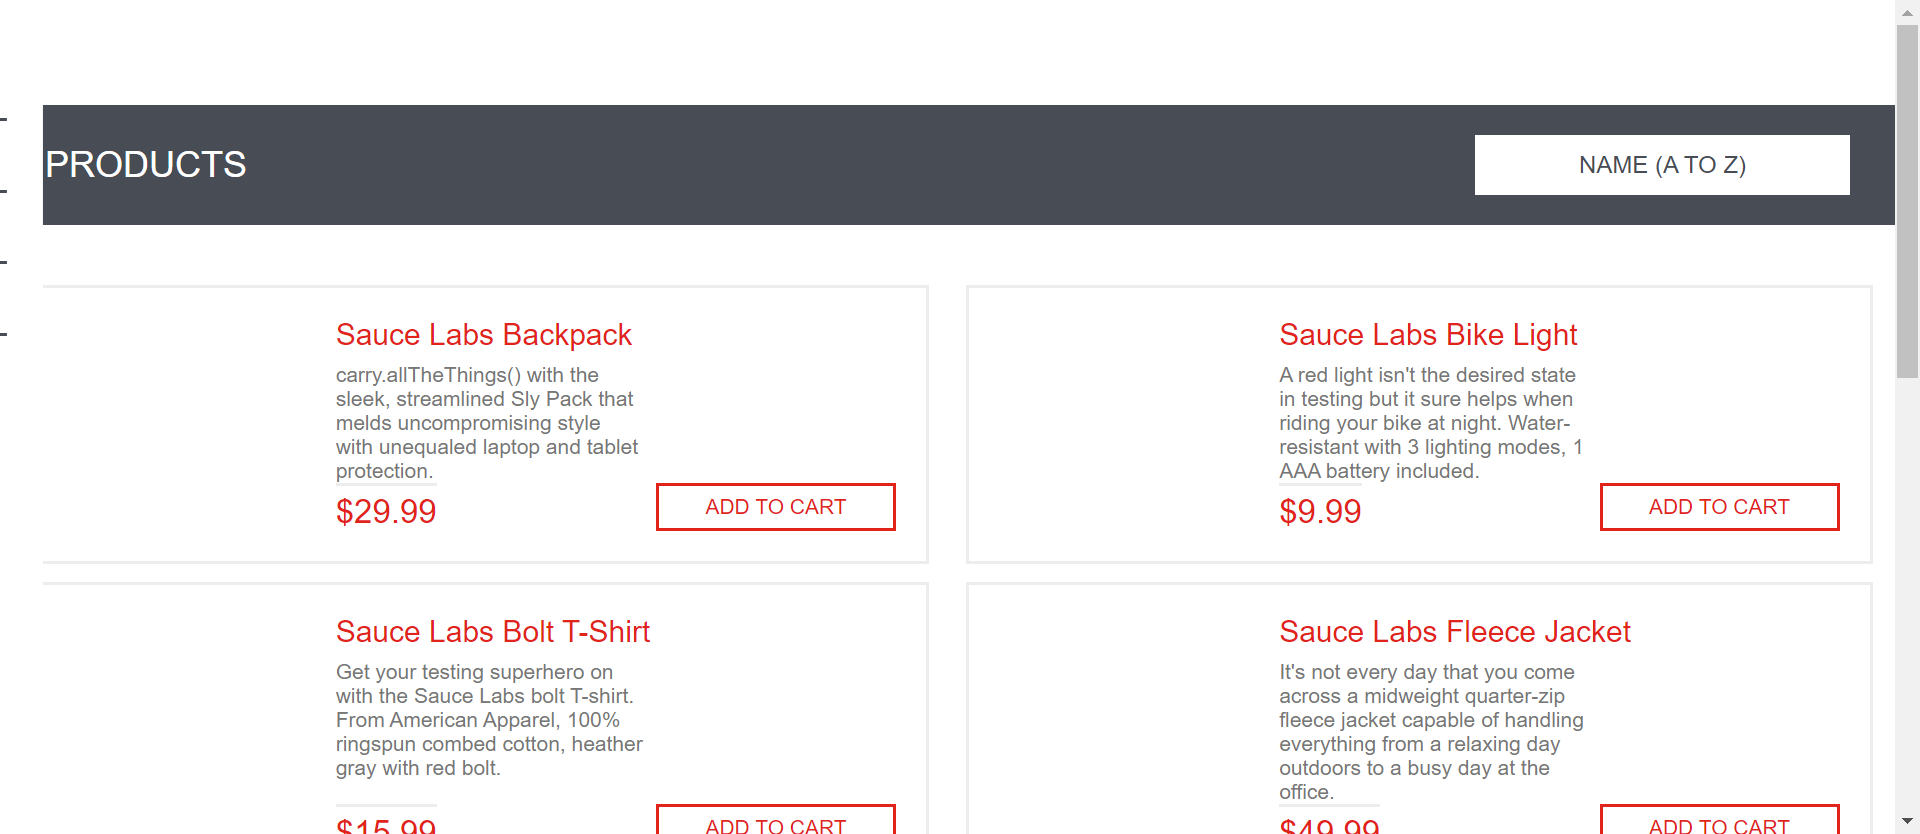 PRODUCTS
NAME (A TO Z)
Sauce Labs Backpack
carry.allTheThings() with the
sleek, streamlined Sly Pack that
melds uncompromising style
with unequaled laptop and tablet
protection.
$29.99
ADD TO CART
Sauce Labs Bike Light
A red light isn't the desired state
in testing but it sure helps when
riding your bike at night. Water-
resistant with 3 lighting modes, 1
AAA battery included.
$9.99
ADD TO CART
Sauce Labs Bolt T-Shirt
Get your testing superhero on
with the Sauce Labs bolt T-shirt.
From American Apparel, 100%
ringspun combed cotton, heather
gray with red bolt.
$15.99
ADD TO CART
Sauce Labs Fleece Jacket
It's not every day that you come
across a midweight quarter-zip
fleece jacket capable of handling
everything from a relaxing day
outdoors to a busy day at the
office.
$49.99
ADD TO CART